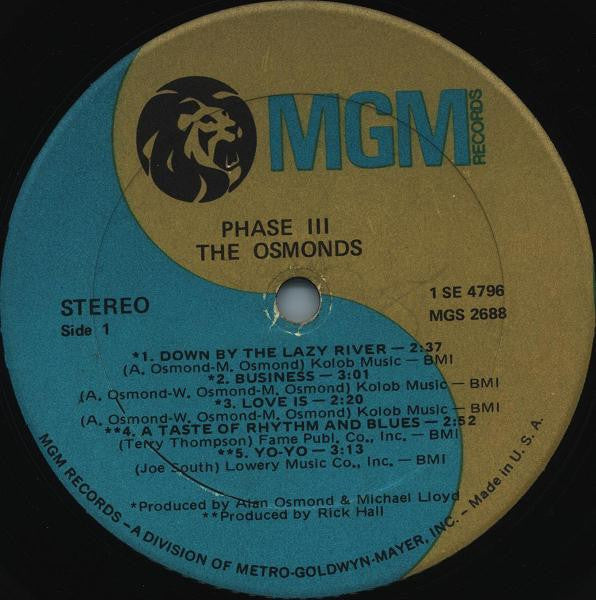 MGM RECORDS
PHASE III
THE OSMONDS
STEREO
Side 1
1 SE 4796
MGS 2688
*1. DOWN BY THE LAZY RIVER — 2:37
(A. Osmond-M. Osmond) Kolob Music — BMI
*2. BUSINESS — 3:01
(A. Osmond-W. Osmond-M. Osmond) Kolob Music — BMI
*3. LOVE IS — 2:20
(A. Osmond-W. Osmond-M. Osmond) Kolob Music — BMI
**4. A TASTE OF RHYTHM AND BLUES — 2:52
(Terry Thompson) Fame Publ. Co., Inc. — BMI
**5. YO-YO — 3:13
(Joe South) Lowery Music Co., Inc. — BMI
*Produced by Alan Osmond & Michael Lloyd
**Produced by Rick Hall
MGM RECORDS – A DIVISION OF METRO-GOLDWYN-MAYER, INC. – Made in U. S. A.